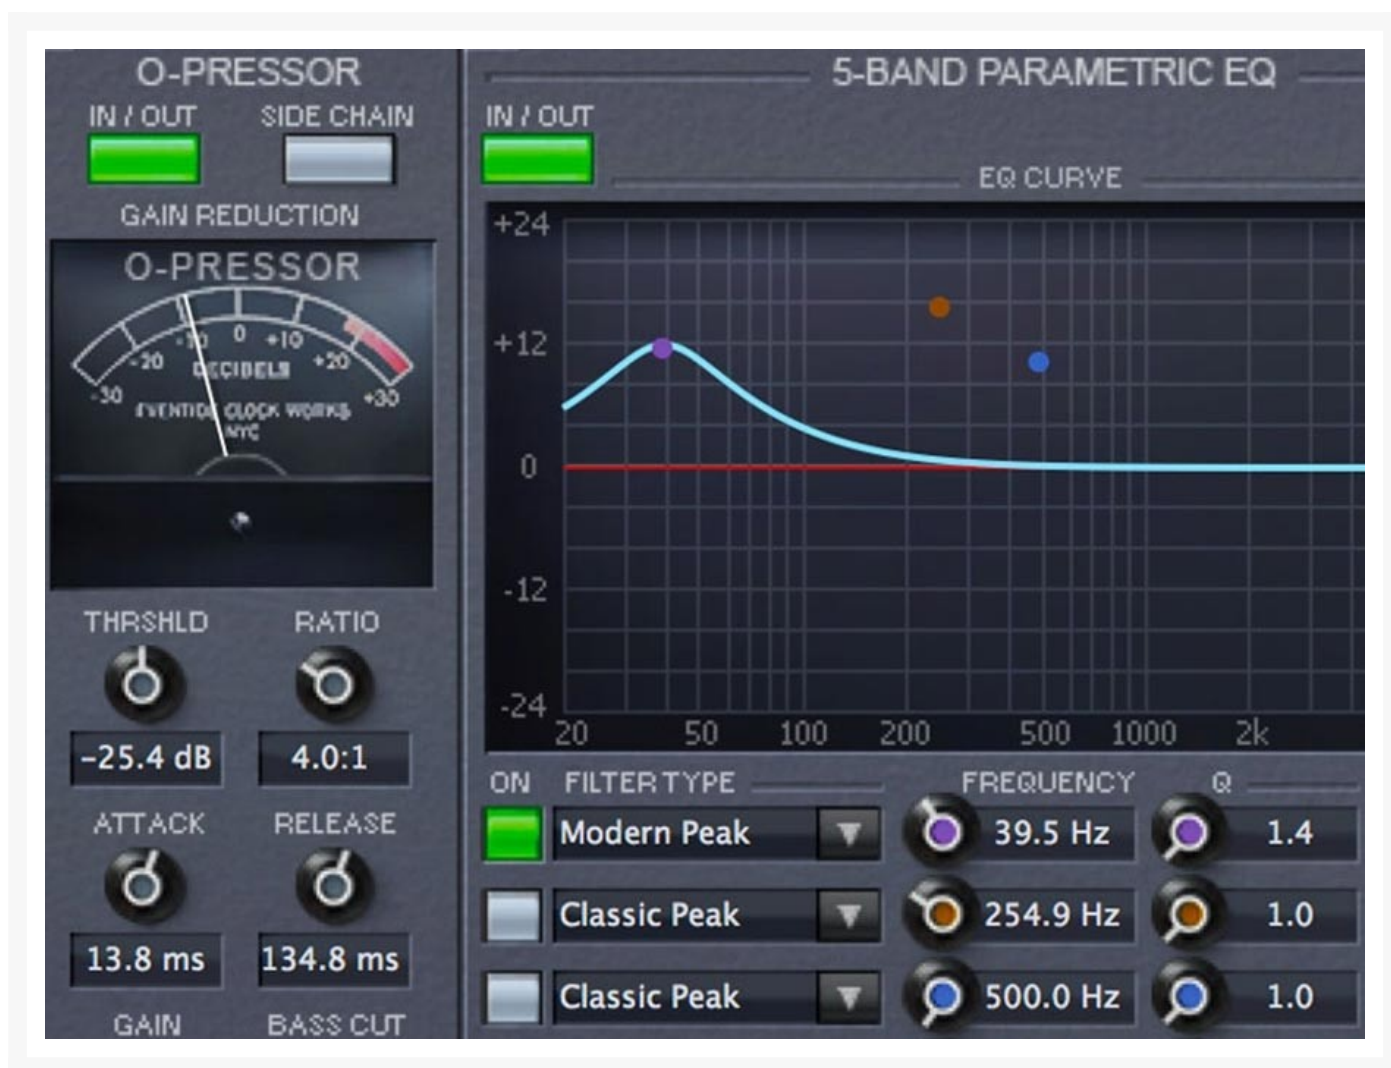 O-PRESSOR
IN / OUT SIDE CHAIN
GAIN REDUCTION
O-PRESSOR
-30 -20 -10 0 +10 +20 +30
DECIBELS
EVENTIDE CLOCK WORKS
NYC
THRSHLD RATIO
-25.4 dB 4.0:1
ATTACK RELEASE
13.8 ms 134.8 ms
GAIN BASS CUT
5-BAND PARAMETRIC EQ
IN / OUT
EQ CURVE
+24
+12
0
-12
-24
20 50 100 200 500 1000 2k
ON FILTER TYPE FREQUENCY Q
Modern Peak 39.5 Hz 1.4
Classic Peak 254.9 Hz 1.0
Classic Peak 500.0 Hz 1.0